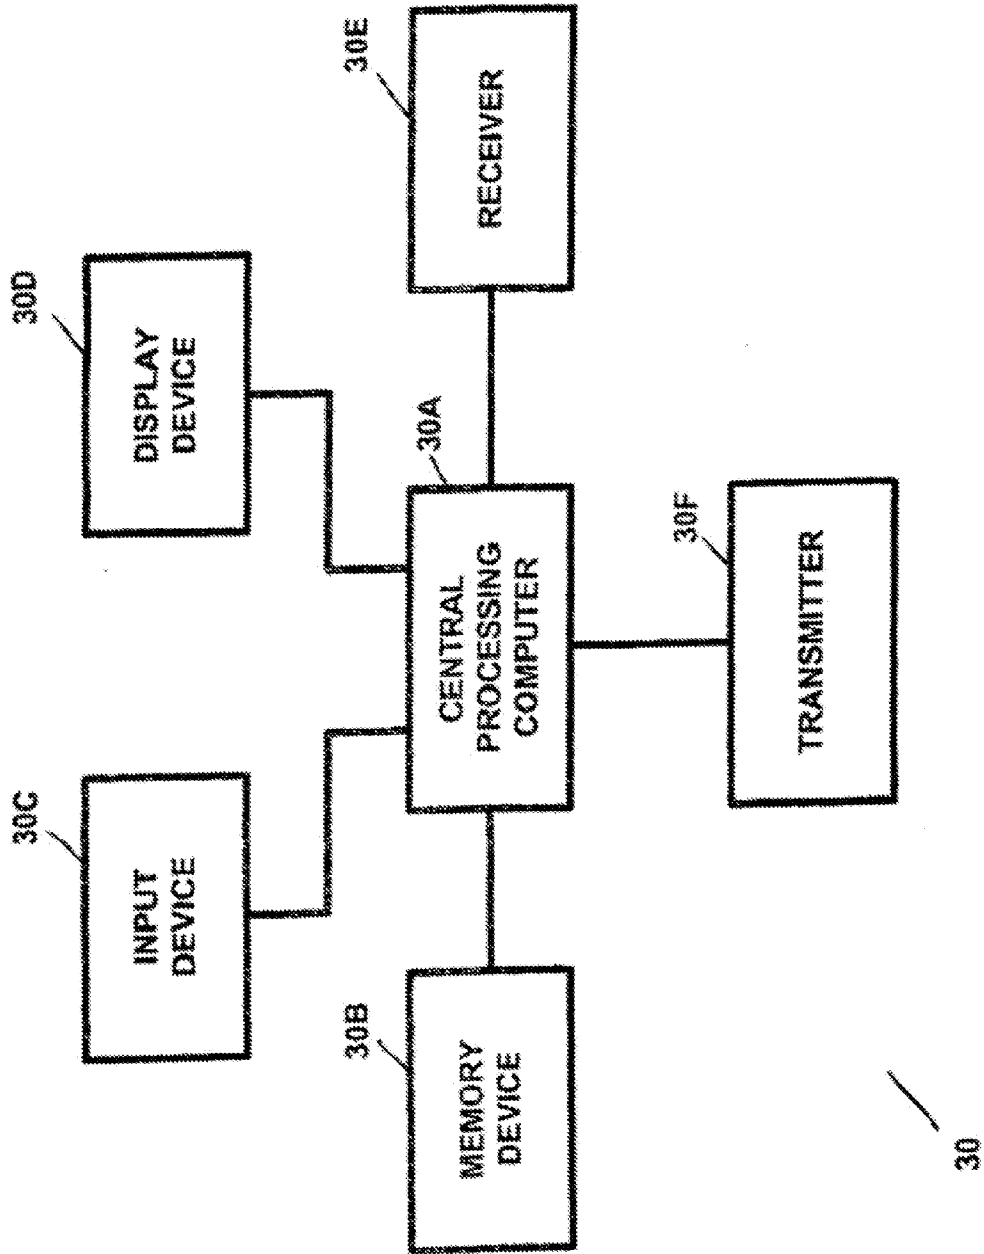 30C
INPUT
DEVICE
30D
DISPLAY
DEVICE
30B
MEMORY
DEVICE
30A
CENTRAL
PROCESSING
COMPUTER
30E
RECEIVER
30F
TRANSMITTER
30